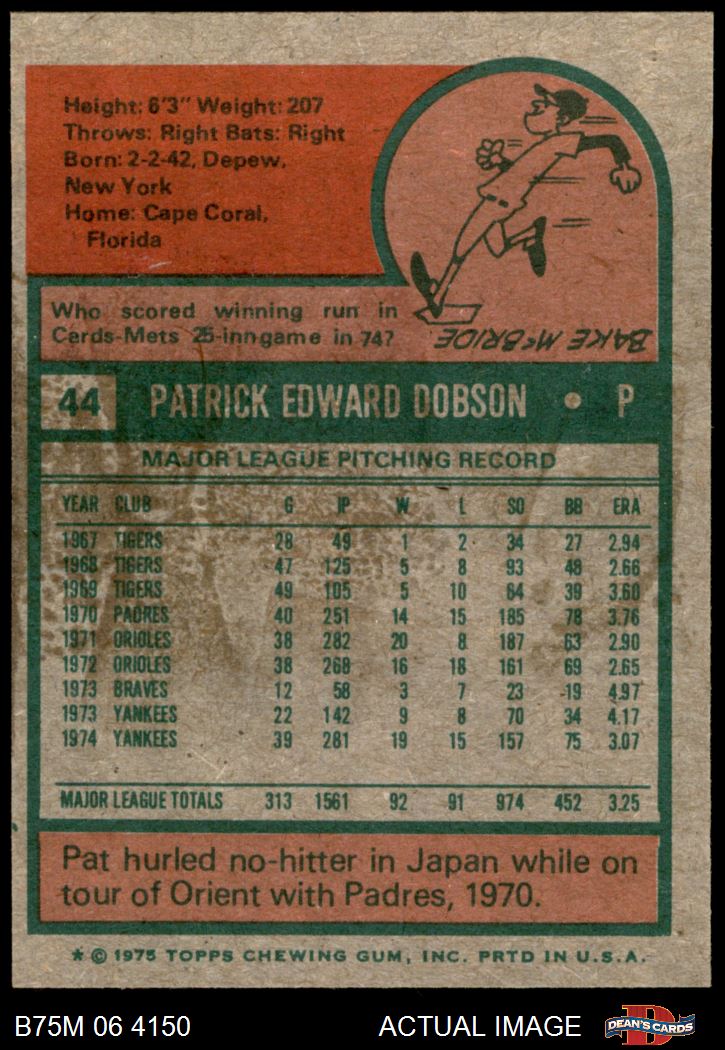 Height: 6'3" Weight: 207
Throws: Right Bats: Right
Born: 2-2-42, Depew,
New York
Home: Cape Coral,
Florida
Who scored winning run in
Cards-Mets 25-inngame in 74?
BAKE McBRIDE
44 PATRICK EDWARD DOBSON • P
MAJOR LEAGUE PITCHING RECORD
YEAR CLUB G IP W L SO BB ERA
1967 TIGERS 28 49 1 2 34 27 2.94
1968 TIGERS 47 125 5 8 93 48 2.66
1969 TIGERS 49 105 5 10 64 39 3.60
1970 PADRES 40 251 14 15 185 78 3.76
1971 ORIOLES 38 282 20 8 187 63 2.90
1972 ORIOLES 38 268 16 18 161 69 2.65
1973 BRAVES 12 58 3 7 23 -19 4.97
1973 YANKEES 22 142 9 8 70 34 4.17
1974 YANKEES 39 281 19 15 157 75 3.07
MAJOR LEAGUE TOTALS 313 1561 92 91 974 452 3.25
Pat hurled no-hitter in Japan while on
tour of Orient with Padres, 1970.
* © 1975 TOPPS CHEWING GUM, INC. PRTD IN U.S.A.
B75M 06 4150 ACTUAL IMAGE DEAN'S CARDS